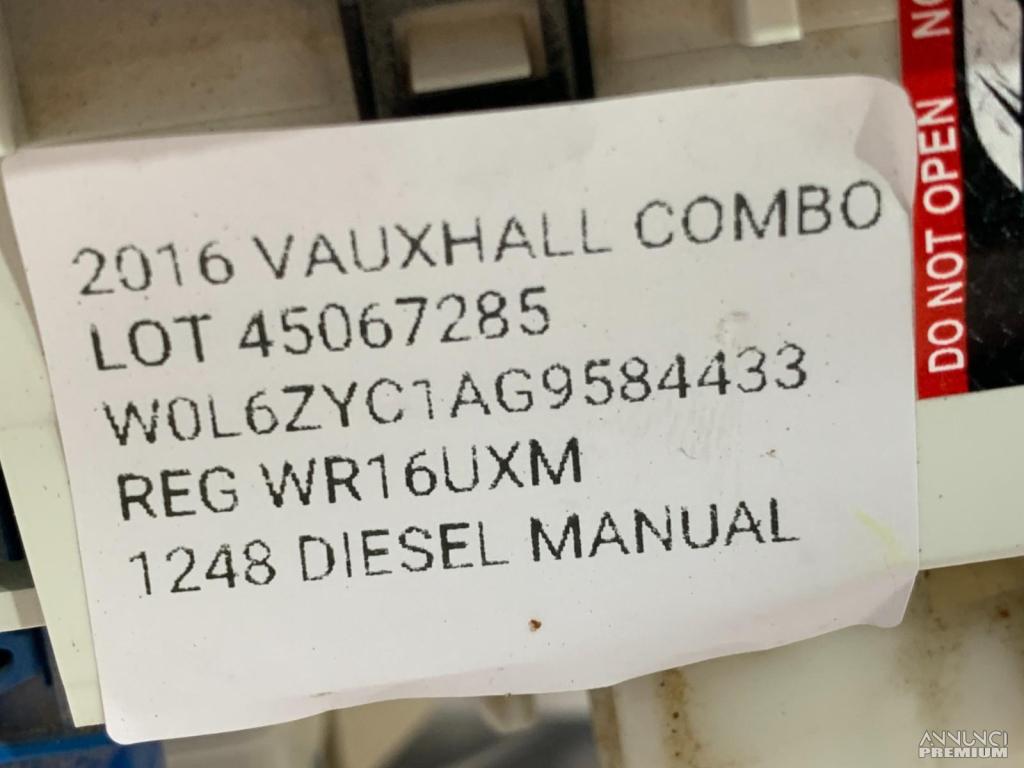 2016 VAUXHALL COMBO
LOT 45067285
W0L6ZYC1AG9584433
REG WR16UXM
1248 DIESEL MANUAL
DO NOT OPEN
ANNUNCI
PREMIUM